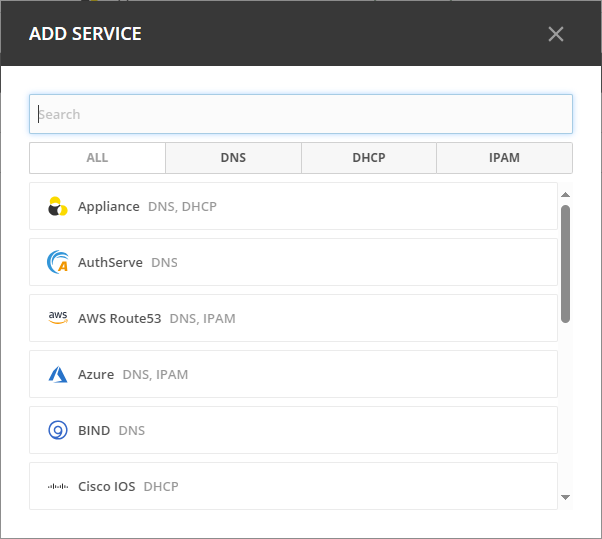 ADD SERVICE
Search
ALL DNS DHCP IPAM
Appliance DNS, DHCP
AuthServe DNS
aws AWS Route53 DNS, IPAM
Azure DNS, IPAM
BIND DNS
Cisco IOS DHCP